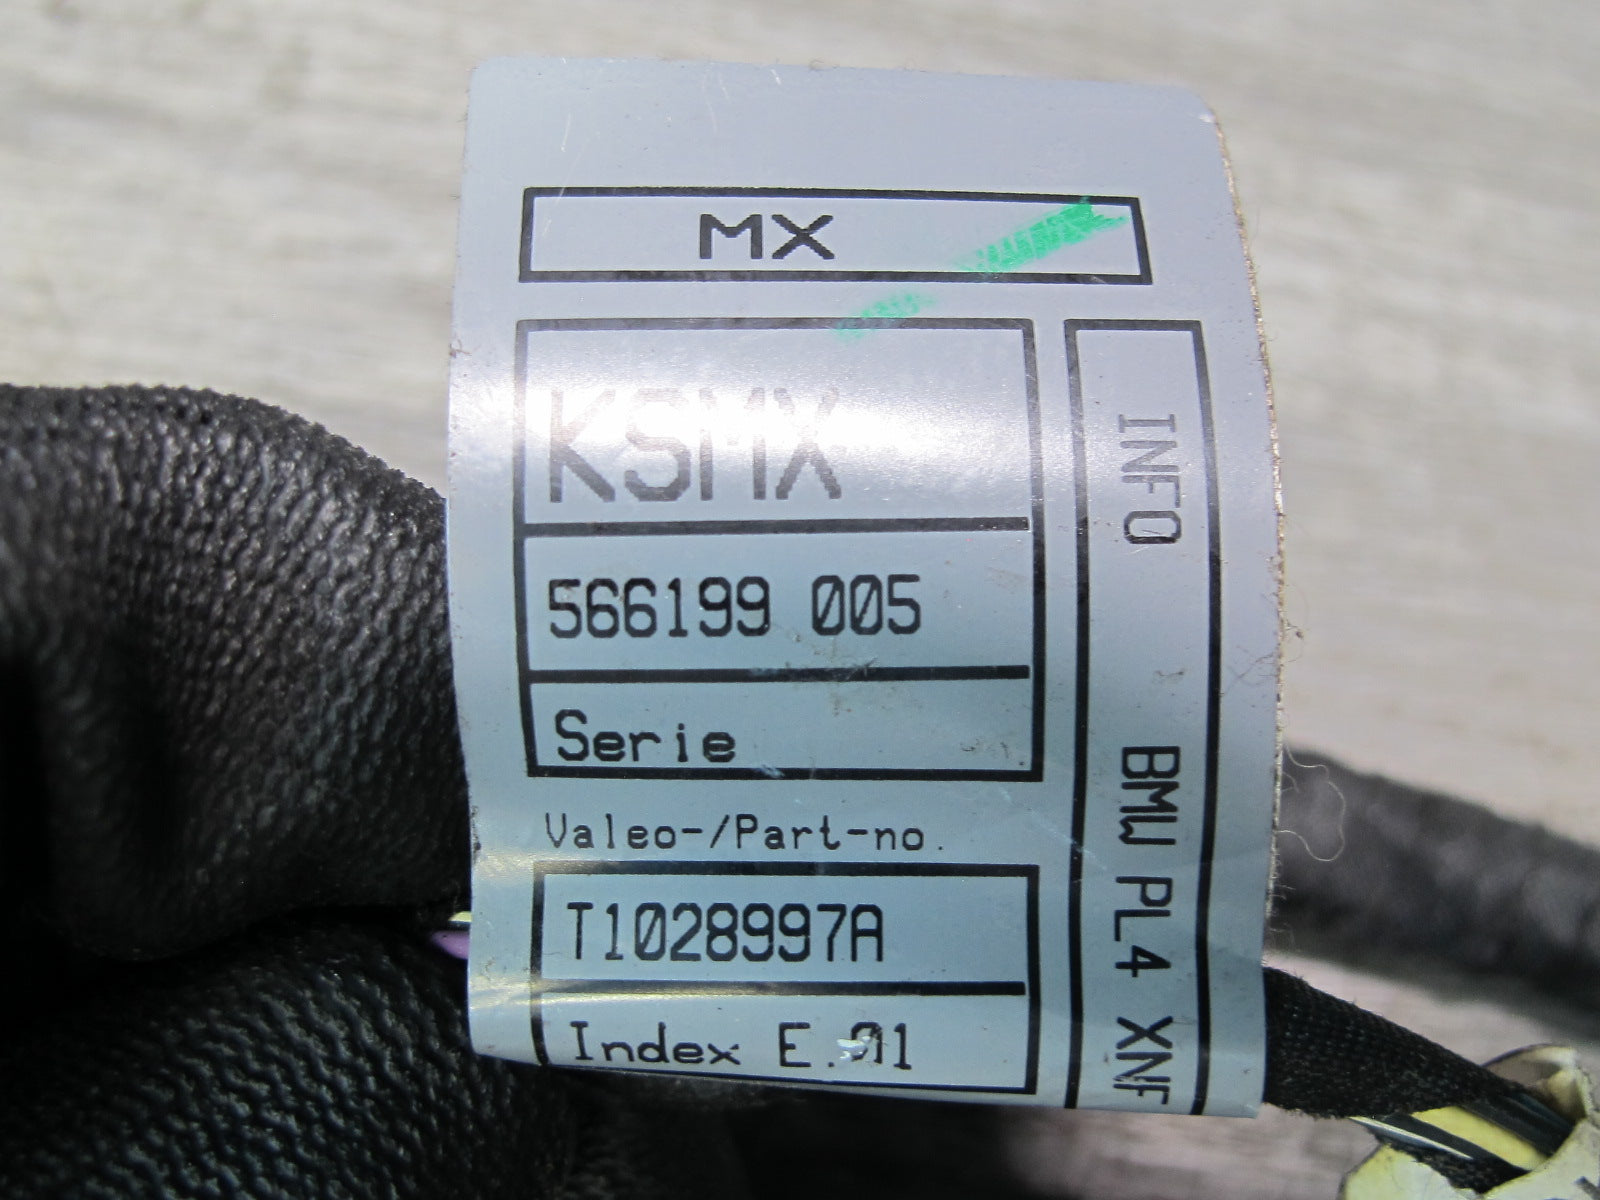 MX
KSMX
566199 005
Serie
Valeo-/Part-no.
T1028997A
Index E.01
INFO BMW PL4 XNF